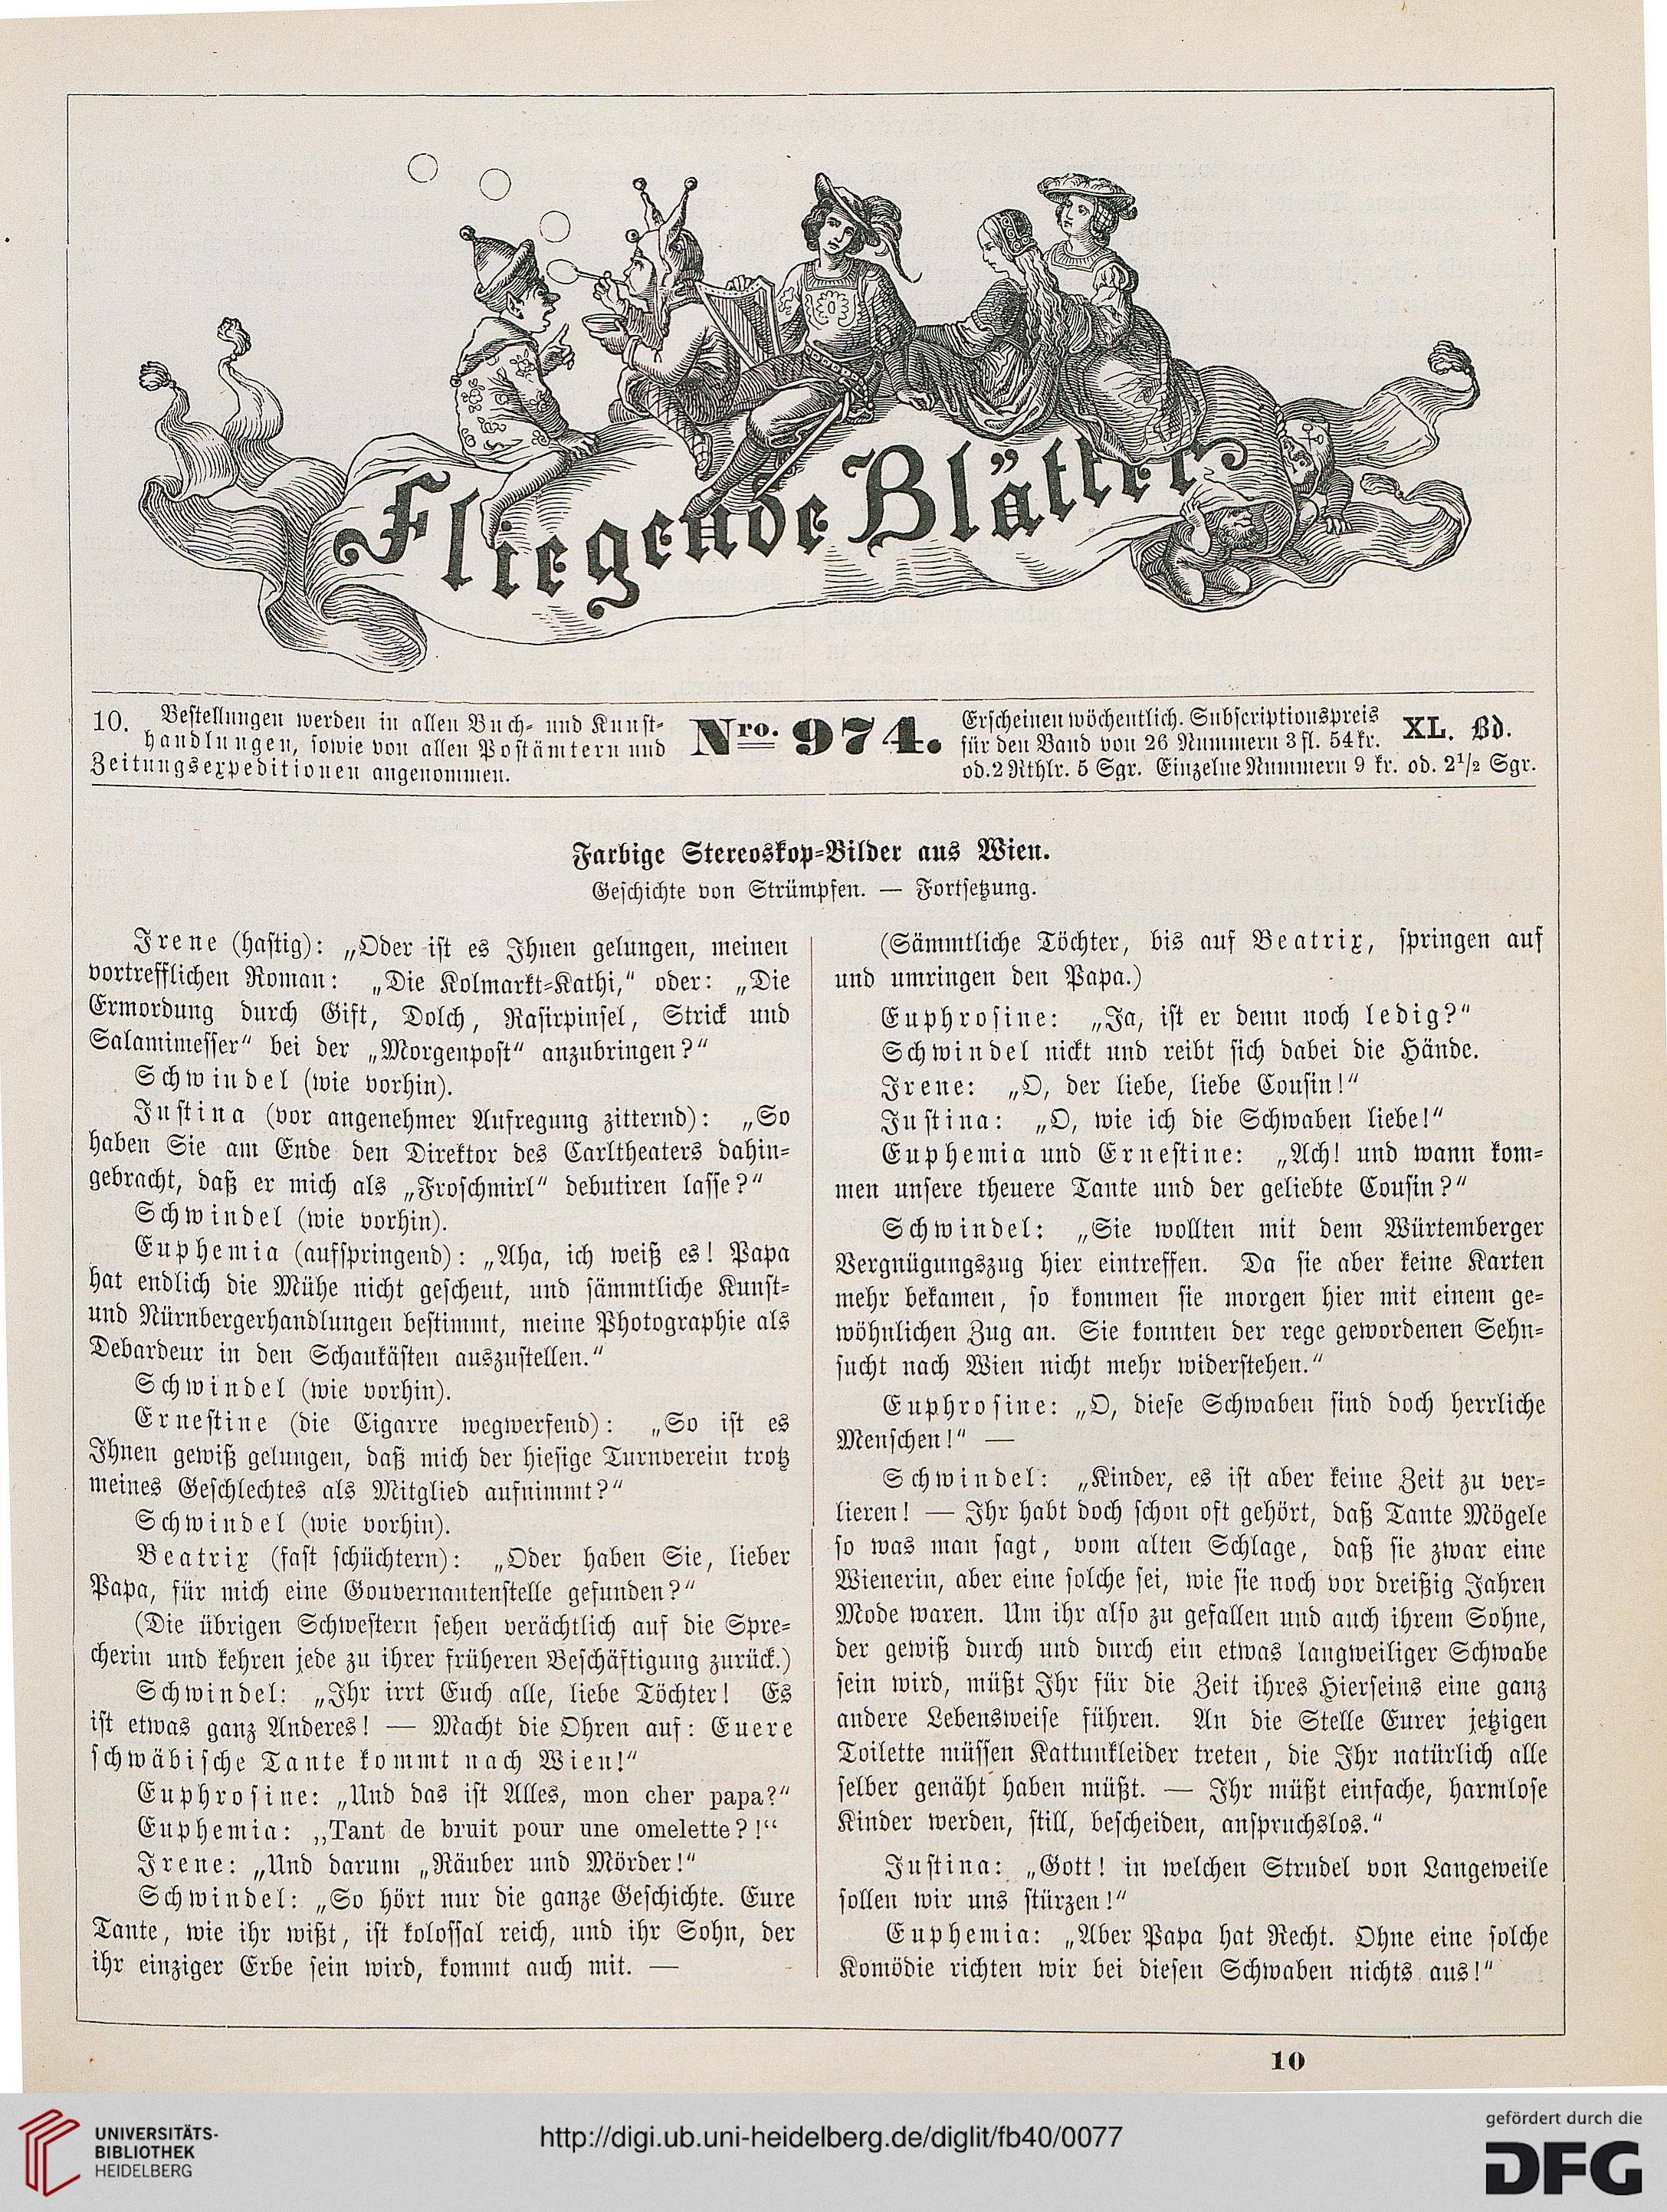 Fliegende Blätter
10. Bestellungen werden in allen Buch- und Kunst-
handlungen, sowie von allen Postämtern und
Zeitungsexpeditionen angenommen.
Nro. 974.
Erscheinen wöchentlich. Subscriptionspreis
für den Band von 26 Nummern 3 fl. 54 kr.
od. 2 Rthlr. 5 Sgr. Einzelne Nummern 9 kr. od. 2½ Sgr.
XL. Bd.
Farbige Stereoskop-Bilder aus Wien.
Geschichte von Strümpfen. — Fortsetzung.
Irene (hastig): „Oder ist es Ihnen gelungen, meinen
vortrefflichen Roman: „Die Kolmarkt-Kathi,“ oder: „Die
Ermordung durch Gift, Dolch, Rasirpinsel, Strick und
Salamimesser“ bei der „Morgenpost“ anzubringen?“
Schwindel (wie vorhin).
Justina (vor angenehmer Aufregung zitternd): „So
haben Sie am Ende den Direktor des Carltheaters dahin-
gebracht, daß er mich als „Froschmirl“ debutiren lasse?“
Schwindel (wie vorhin).
Euphemia (aufspringend): „Aha, ich weiß es! Papa
hat endlich die Mühe nicht gescheut, und sämmtliche Kunst-
und Nürnbergerhandlungen bestimmt, meine Photographie als
Debardeur in den Schaukästen auszustellen.“
Schwindel (wie vorhin).
Ernestine (die Cigarre wegwerfend): „So ist es
Ihnen gewiß gelungen, daß mich der hiesige Turnverein trotz
meines Geschlechtes als Mitglied aufnimmt?“
Schwindel (wie vorhin).
Beatrix (fast schüchtern): „Oder haben Sie, lieber
Papa, für mich eine Gouvernantenstelle gefunden?“
(Die übrigen Schwestern sehen verächtlich auf die Spre-
cherin und kehren jede zu ihrer früheren Beschäftigung zurück.)
Schwindel: „Ihr irrt Euch alle, liebe Töchter! Es
ist etwas ganz Anderes! — Macht die Ohren auf: Euere
schwäbische Tante kommt nach Wien!“
Euphrosine: „Und das ist Alles, mon cher papa?“
Euphemia: „Tant de bruit pour une omelette?!“
Irene: „Und darum „Räuber und Mörder!“
Schwindel: „So hört nur die ganze Geschichte. Eure
Tante, wie ihr wißt, ist kolossal reich, und ihr Sohn, der
ihr einziger Erbe sein wird, kommt auch mit. —
(Sämmtliche Töchter, bis auf Beatrix, springen auf
und umringen den Papa.)
Euphrosine: „Ja, ist er denn noch ledig?“
Schwindel nickt und reibt sich dabei die Hände.
Irene: „O, der liebe, liebe Cousin!“
Justina: „O, wie ich die Schwaben liebe!“
Euphemia und Ernestine: „Ach! und wann kom-
men unsere theuere Tante und der geliebte Cousin?“
Schwindel: „Sie wollten mit dem Würtemberger
Vergnügungszug hier eintreffen. Da sie aber keine Karten
mehr bekamen, so kommen sie morgen hier mit einem ge-
wöhnlichen Zug an. Sie konnten der rege gewordenen Sehn-
sucht nach Wien nicht mehr widerstehen.“
Euphrosine: „O, diese Schwaben sind doch herrliche
Menschen!“ —
Schwindel: „Kinder, es ist aber keine Zeit zu ver-
lieren! — Ihr habt doch schon oft gehört, daß Tante Mögele
so was man sagt, vom alten Schlage, daß sie zwar eine
Wienerin, aber eine solche sei, wie sie noch vor dreißig Jahren
Mode waren. Um ihr also zu gefallen und auch ihrem Sohne,
der gewiß durch und durch ein etwas langweiliger Schwabe
sein wird, müßt Ihr für die Zeit ihres Hierseins eine ganz
andere Lebensweise führen. An die Stelle Eurer jetzigen
Toilette müssen Kattunkleider treten, die Ihr natürlich alle
selber genäht haben müßt. — Ihr müßt einfache, harmlose
Kinder werden, still, bescheiden, anspruchslos.“
Justina: „Gott! in welchen Strudel von Langeweile
sollen wir uns stürzen!“
Euphemia: „Aber Papa hat Recht. Ohne eine solche
Komödie richten wir bei diesen Schwaben nichts aus!“
10
UNIVERSITÄTS-
BIBLIOTHEK
HEIDELBERG
http://digi.ub.uni-heidelberg.de/diglit/fb40/0077
gefördert durch die
DFG